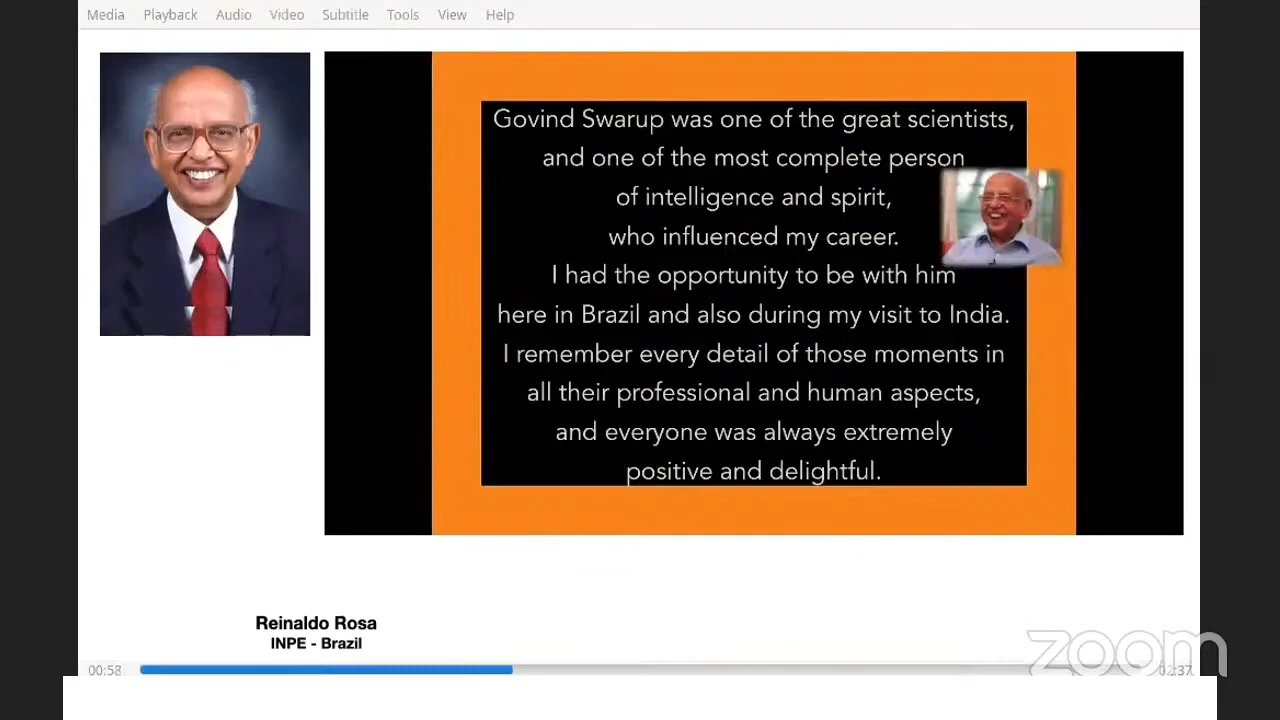 Media Playback Audio Video Subtitle Tools View Help
Govind Swarup was one of the great scientists,
and one of the most complete person
of intelligence and spirit,
who influenced my career.
I had the opportunity to be with him
here in Brazil and also during my visit to India.
I remember every detail of those moments in
all their professional and human aspects,
and everyone was always extremely
positive and delightful.
Reinaldo Rosa
INPE - Brazil
zoom
00:58 02:37